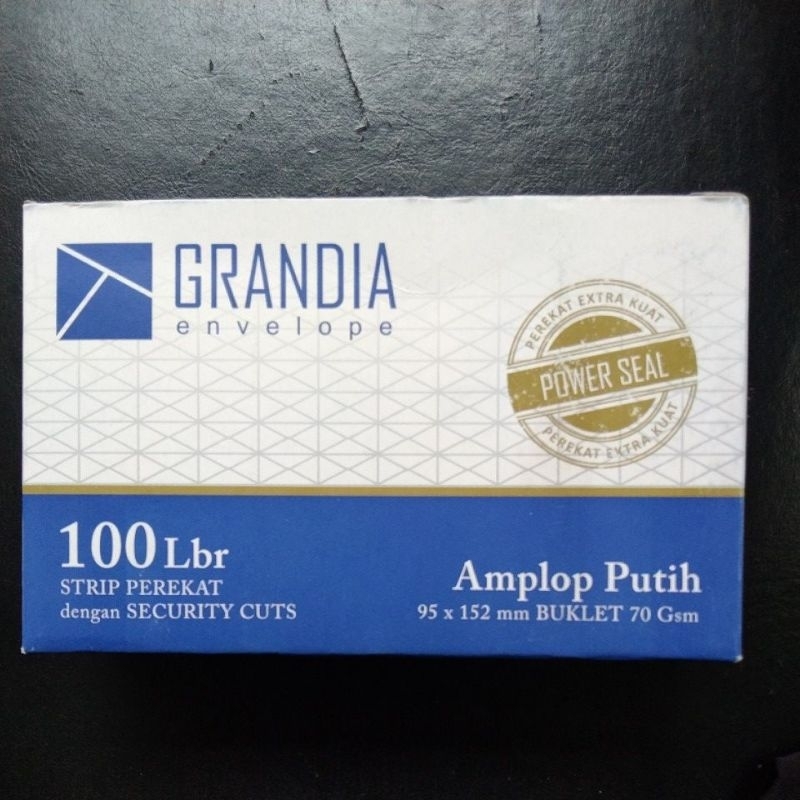 GRANDIA
envelope
PEREKAT EXTRA KUAT
POWER SEAL
PEREKAT EXTRA KUAT
100 Lbr
STRIP PEREKAT
dengan SECURITY CUTS
Amplop Putih
95 x 152 mm BUKLET 70 Gsm